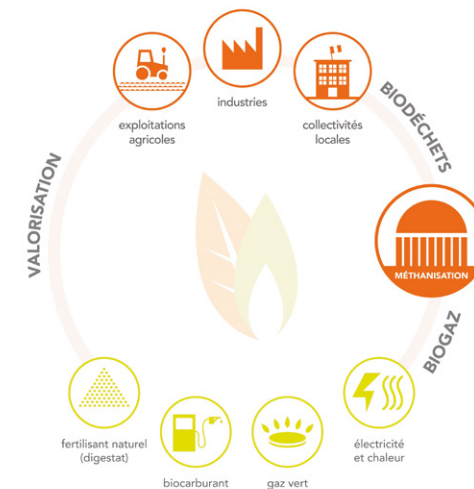 industries
exploitations
agricoles
collectivités
locales
BIODÉCHETS
VALORISATION
MÉTHANISATION
BIOGAZ
fertilisant naturel
(digestat)
électricité
et chaleur
biocarburant
gaz vert